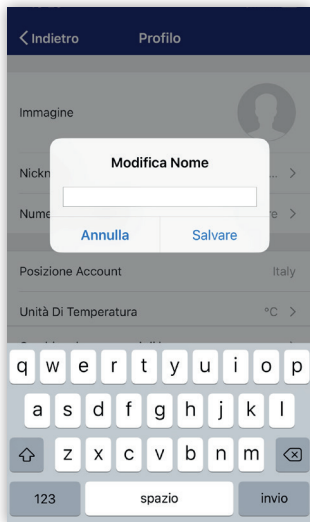 Indietro Profilo
Immagine
Modifica Nome
Nickn ... >
Nume e >
Annulla Salvare
Posizione Account Italy
Unità Di Temperatura °C >
q w e r t y u i o p
a s d f g h j k l
z x c v b n m
123 spazio invio